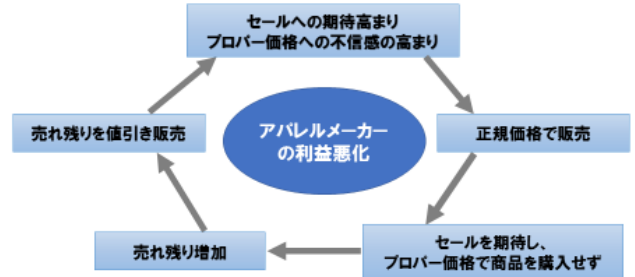 セールへの期待高まり
プロパー価格への不信感の高まり
正規価格で販売
セールを期待し、
プロパー価格で商品を購入せず
売れ残り増加
売れ残りを値引き販売
アパレルメーカー
の利益悪化